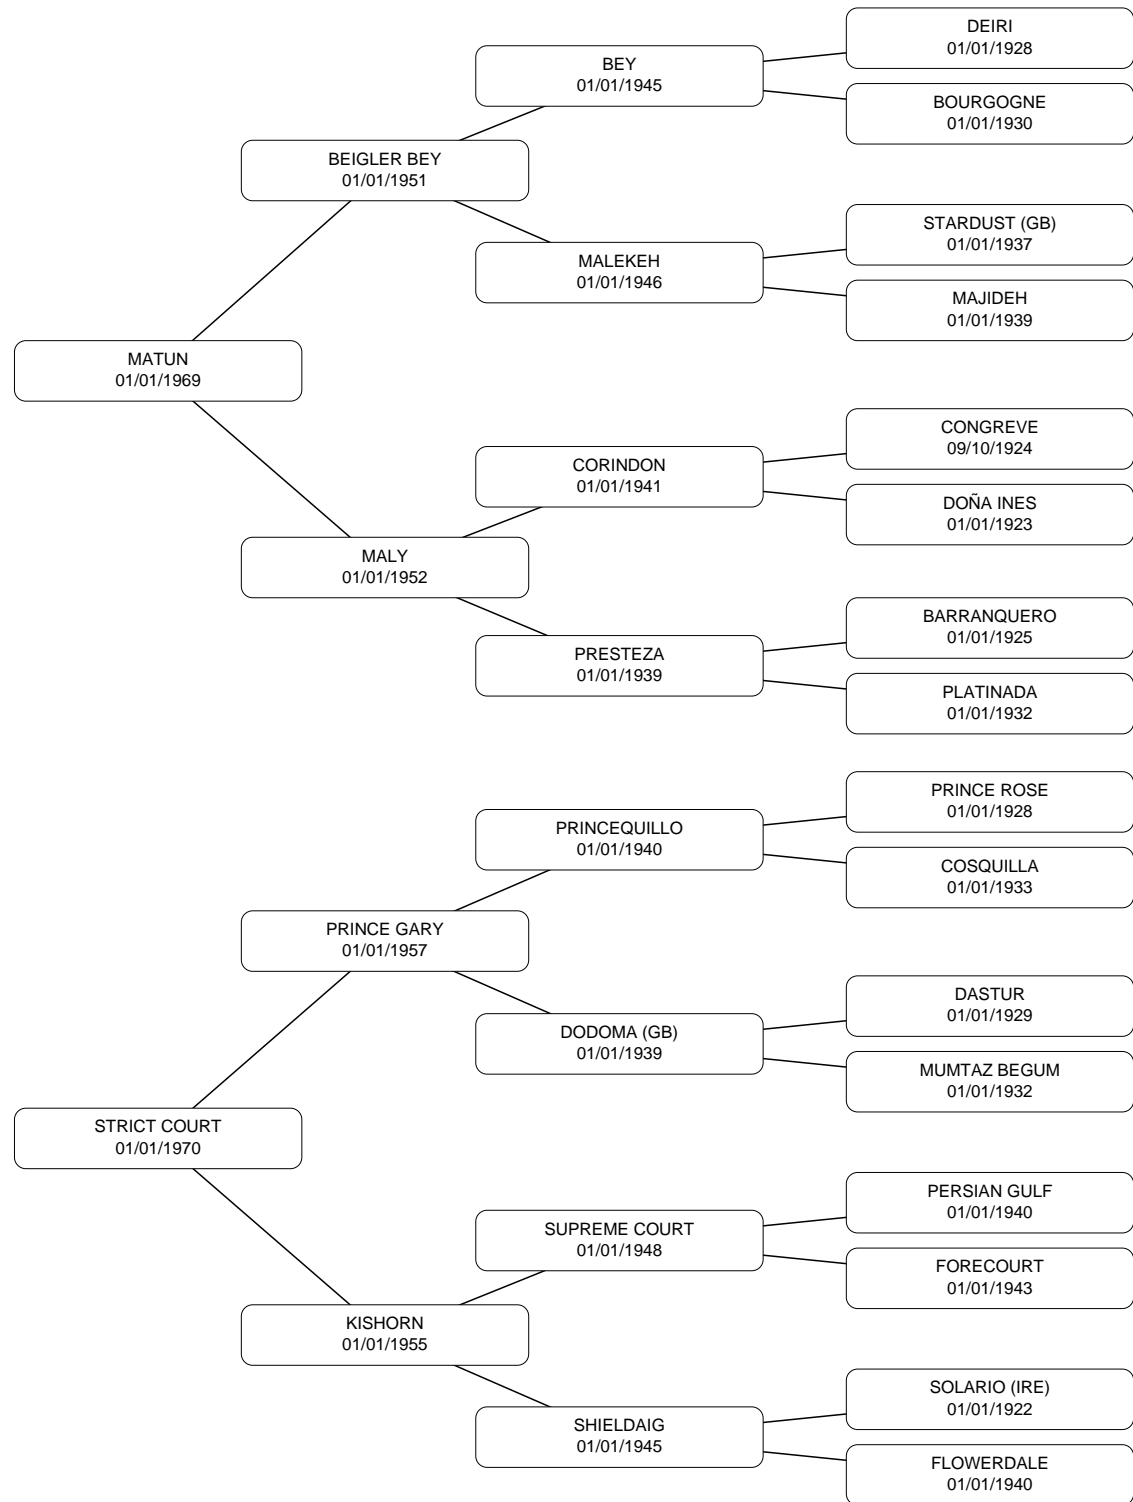 DEIRI
01/01/1928
BEY
01/01/1945
BOURGOGNE
01/01/1930
BEIGLER BEY
01/01/1951
STARDUST (GB)
01/01/1937
MALEKEH
01/01/1946
MAJIDEH
01/01/1939
MATUN
01/01/1969
CONGREVE
09/10/1924
CORINDON
01/01/1941
DOÑA INES
01/01/1923
MALY
01/01/1952
BARRANQUERO
01/01/1925
PRESTEZA
01/01/1939
PLATINADA
01/01/1932
PRINCE ROSE
01/01/1928
PRINCEQUILLO
01/01/1940
COSQUILLA
01/01/1933
PRINCE GARY
01/01/1957
DASTUR
01/01/1929
DODOMA (GB)
01/01/1939
MUMTAZ BEGUM
01/01/1932
STRICT COURT
01/01/1970
PERSIAN GULF
01/01/1940
SUPREME COURT
01/01/1948
FORECOURT
01/01/1943
KISHORN
01/01/1955
SOLARIO (IRE)
01/01/1922
SHIELDAIG
01/01/1945
FLOWERDALE
01/01/1940